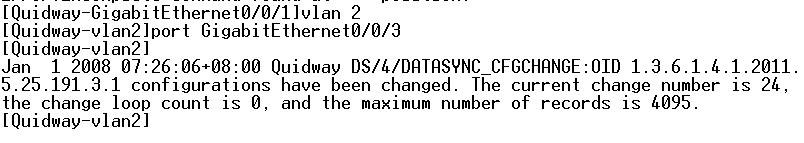 [Quidway-GigabitEthernet0/0/1]vlan 2
[Quidway-vlan2]port GigabitEthernet0/0/3
[Quidway-vlan2]
Jan  1 2008 07:26:06+08:00 Quidway DS/4/DATASYNC_CFGCHANGE:OID 1.3.6.1.4.1.2011.
5.25.191.3.1 configurations have been changed. The current change number is 24,
the change loop count is 0, and the maximum number of records is 4095.
[Quidway-vlan2]